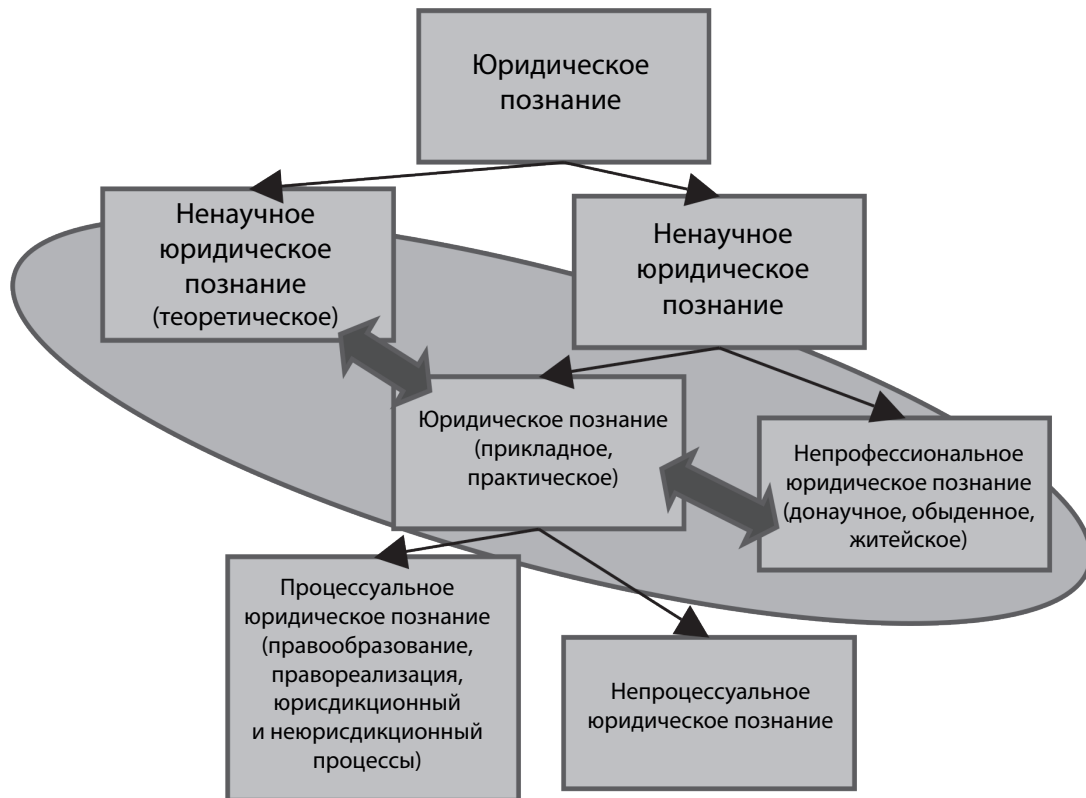 Юридическое
познание
Ненаучное
юридическое
познание
(теоретическое)
Ненаучное
юридическое
познание
Юридическое познание
(прикладное,
практическое)
Непрофессиональное
юридическое познание
(донаучное, обыденное,
житейское)
Процессуальное
юридическое познание
(правообразование,
правореализация,
юрисдикционный
и неюрисдикционный
процессы)
Непроцессуальное
юридическое познание